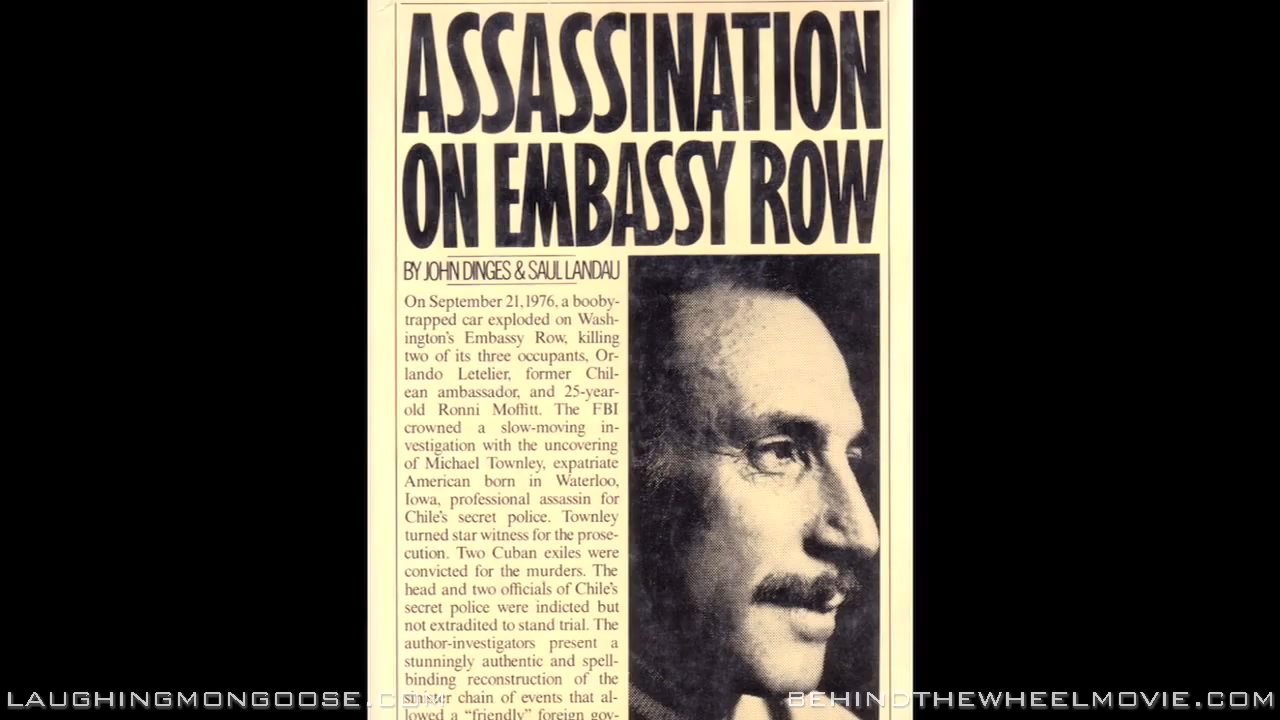 ASSASSINATION
ON EMBASSY ROW
BY JOHN DINGES & SAUL LANDAU
On September 21, 1976, a booby-
trapped car exploded on Wash-
ington's Embassy Row, killing
two of its three occupants, Or-
lando Letelier, former Chil-
ean ambassador, and 25-year-
old Ronni Moffitt. The FBI
crowned a slow-moving in-
vestigation with the uncovering
of Michael Townley, expatriate
American born in Waterloo,
Iowa, professional assassin for
Chile's secret police. Townley
turned star witness for the prose-
cution. Two Cuban exiles were
convicted for the murders. The
head and two officials of Chile's
secret police were indicted but
not extradited to stand trial. The
author-investigators present a
stunningly authentic and spell-
binding reconstruction of the
chain of events that al-
lowed a "friendly" foreign gov-
LAUGHINGMONGOOSE.COM
BEHINDTHEWHEELMOVIE.COM